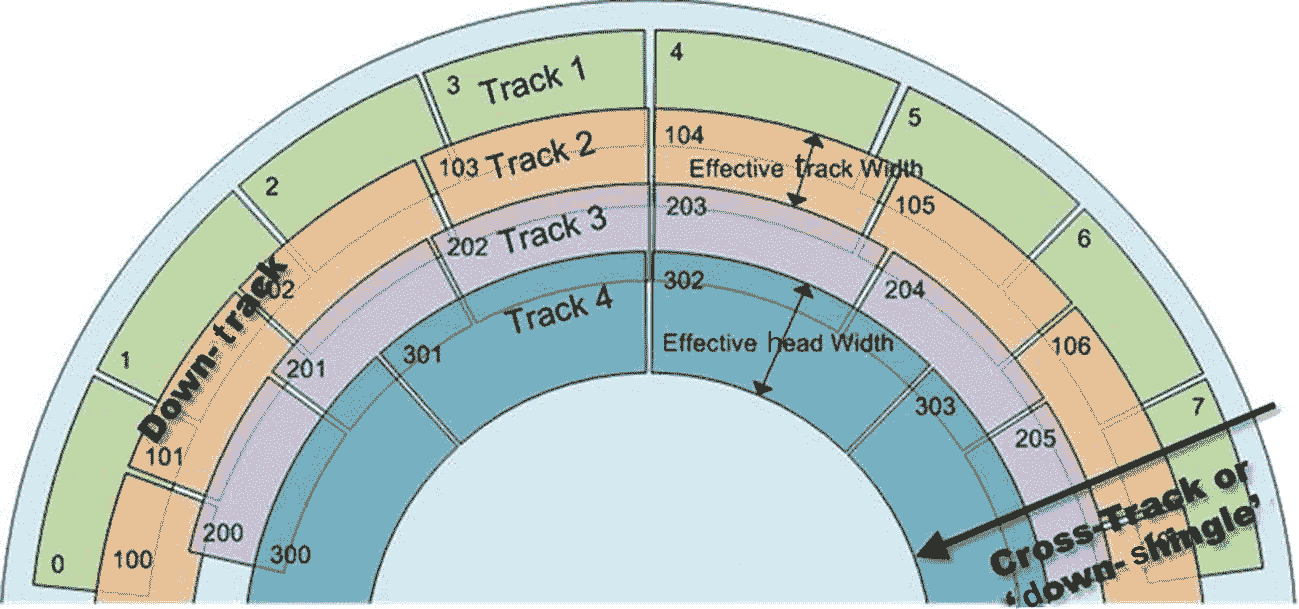 3 Track 1
4
5
2
103 Track 2
104
Effective track Width
105
6
202 Track 3
203
204
02
Down-track
1
302
Track 4
Effective head Width
301
201
106
303
7
205
101
200
300
100
0
Cross-Track or
'down-shingle'